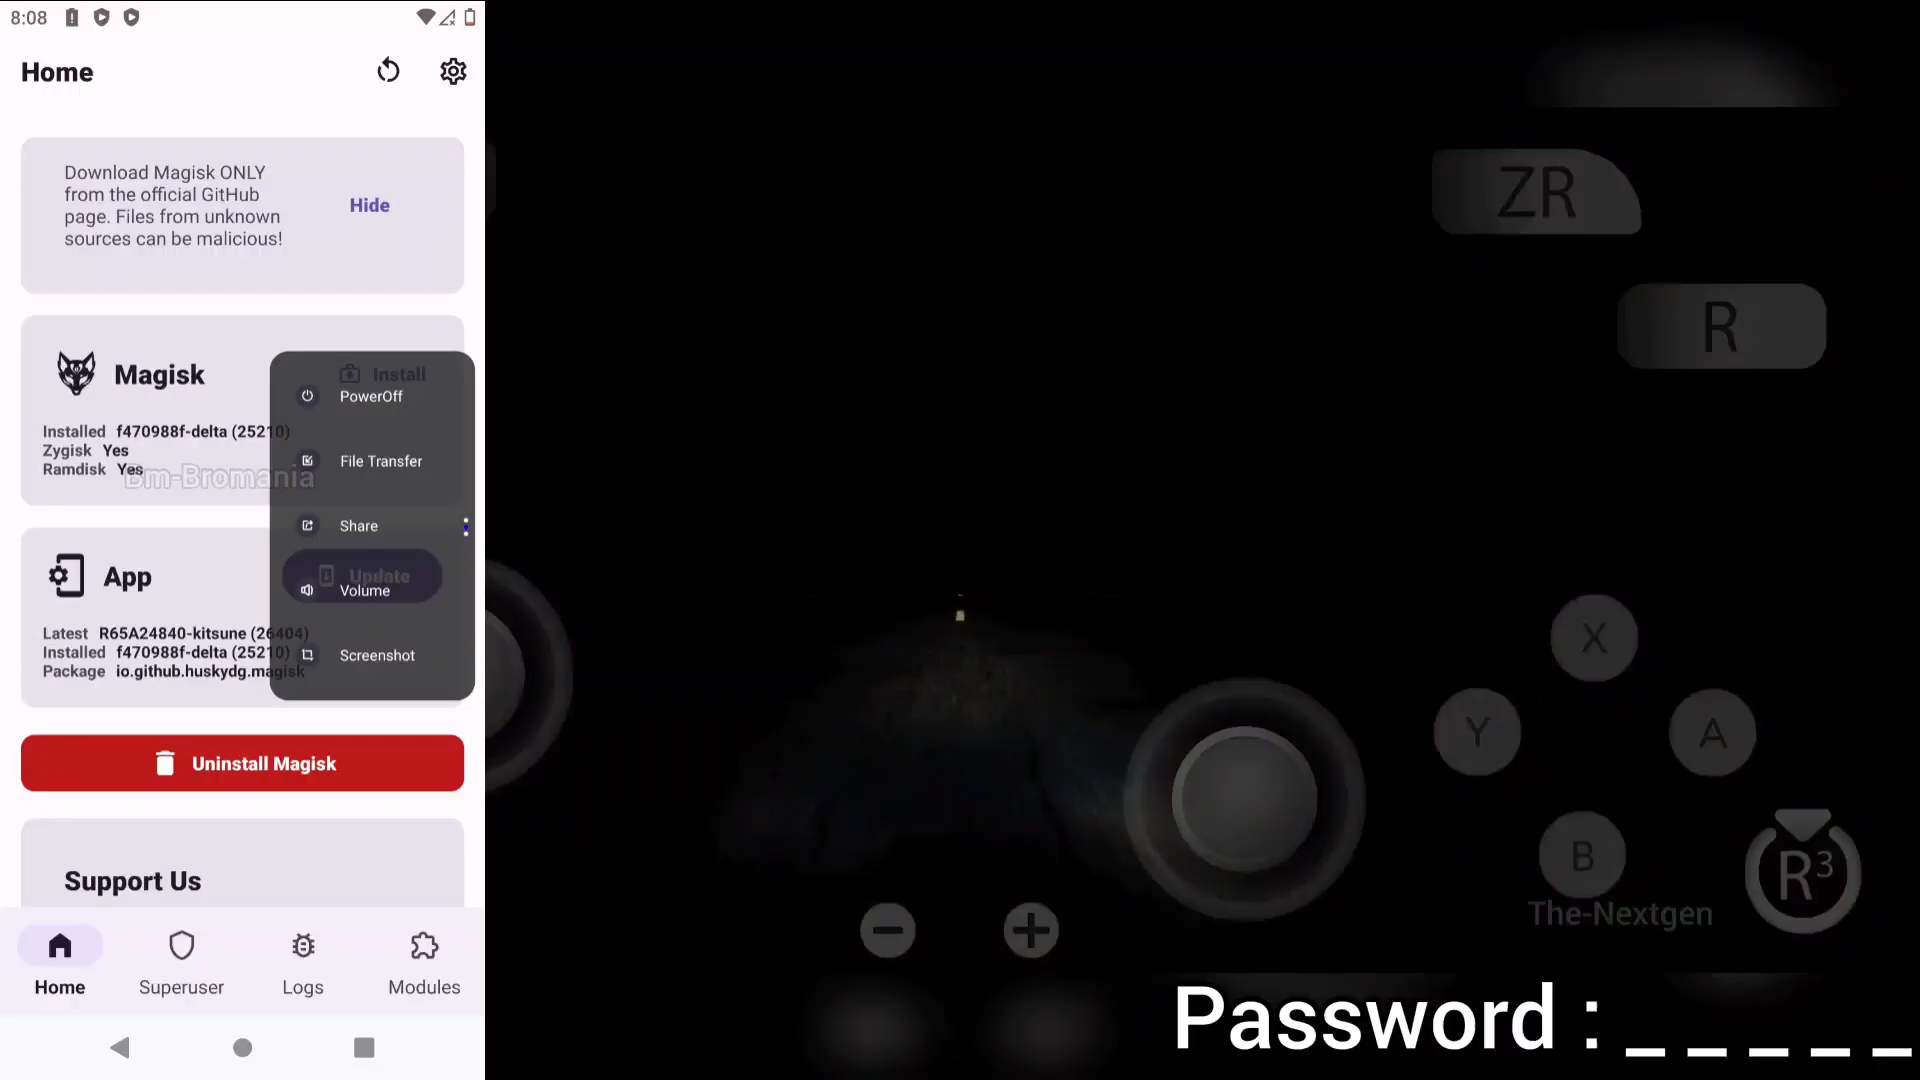 8:08
Home
Download Magisk ONLY
from the official GitHub
page. Files from unknown
sources can be malicious!
Hide
Magisk
Install
PowerOff
Installed f470988f-delta (25210)
Zygisk Yes
Ramdisk Yes
Bm-Bromania
File Transfer
Share
App
Update
Volume
Latest R65A24840-kitsune (26404)
Installed f470988f-delta (25210)
Package io.github.huskydg.magisk
Screenshot
Uninstall Magisk
Support Us
Home
Superuser
Logs
Modules
ZR
R
X
Y
A
B
R3
The-Nextgen
Password : _ _ _ _ _